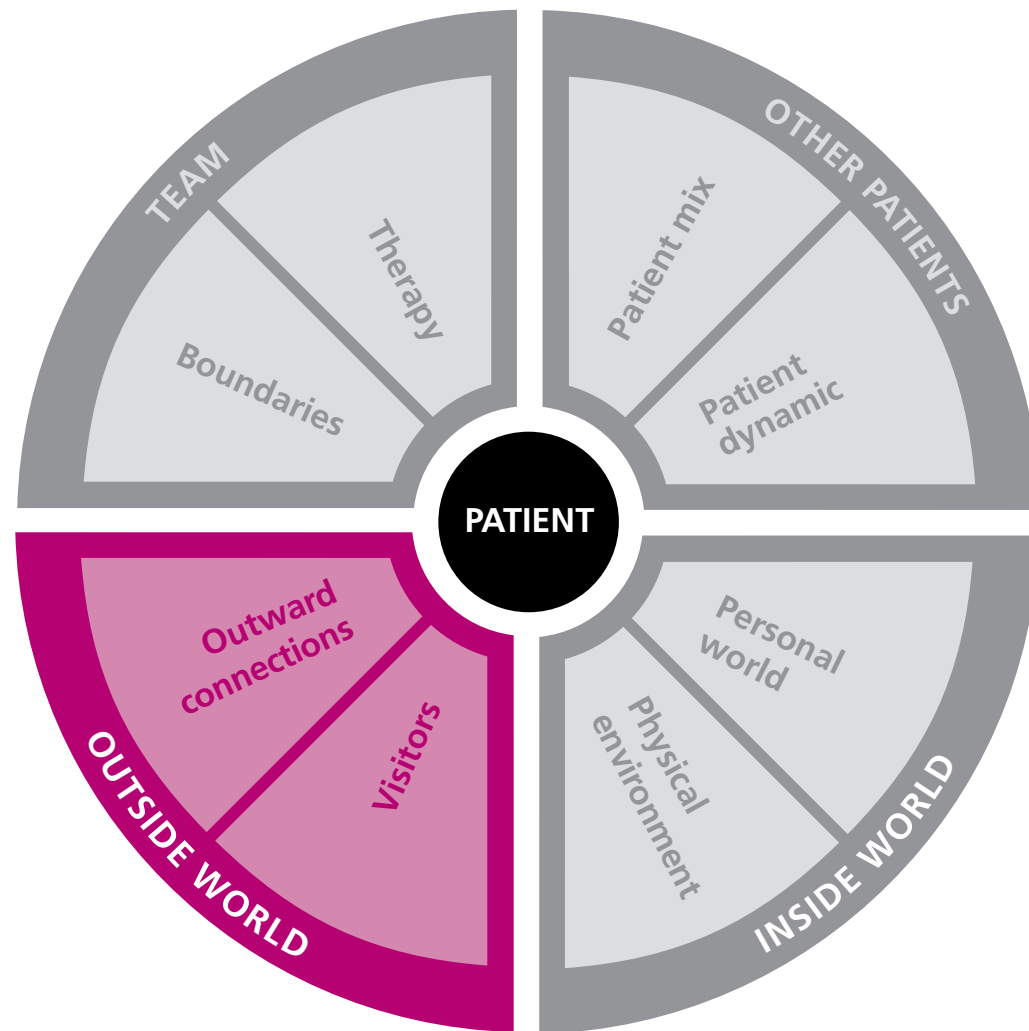 TEAM
Therapy
Boundaries
OTHER PATIENTS
Patient mix
Patient
dynamic
PATIENT
Outward
connections
Visitors
OUTSIDE WORLD
Personal
world
Physical
environment
INSIDE WORLD